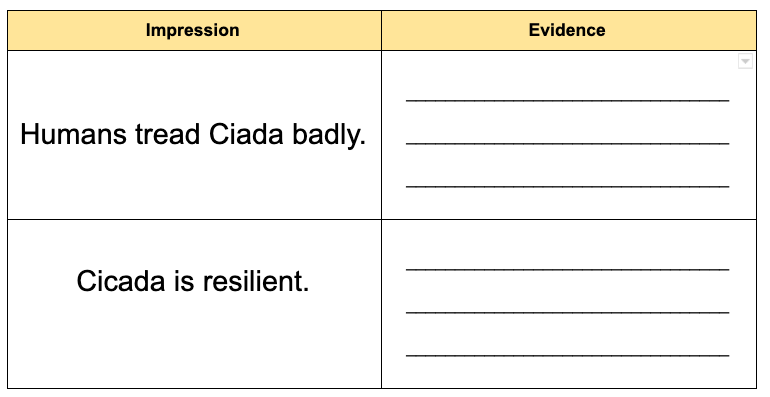 Impression
Evidence
Humans tread Ciada badly.
Cicada is resilient.